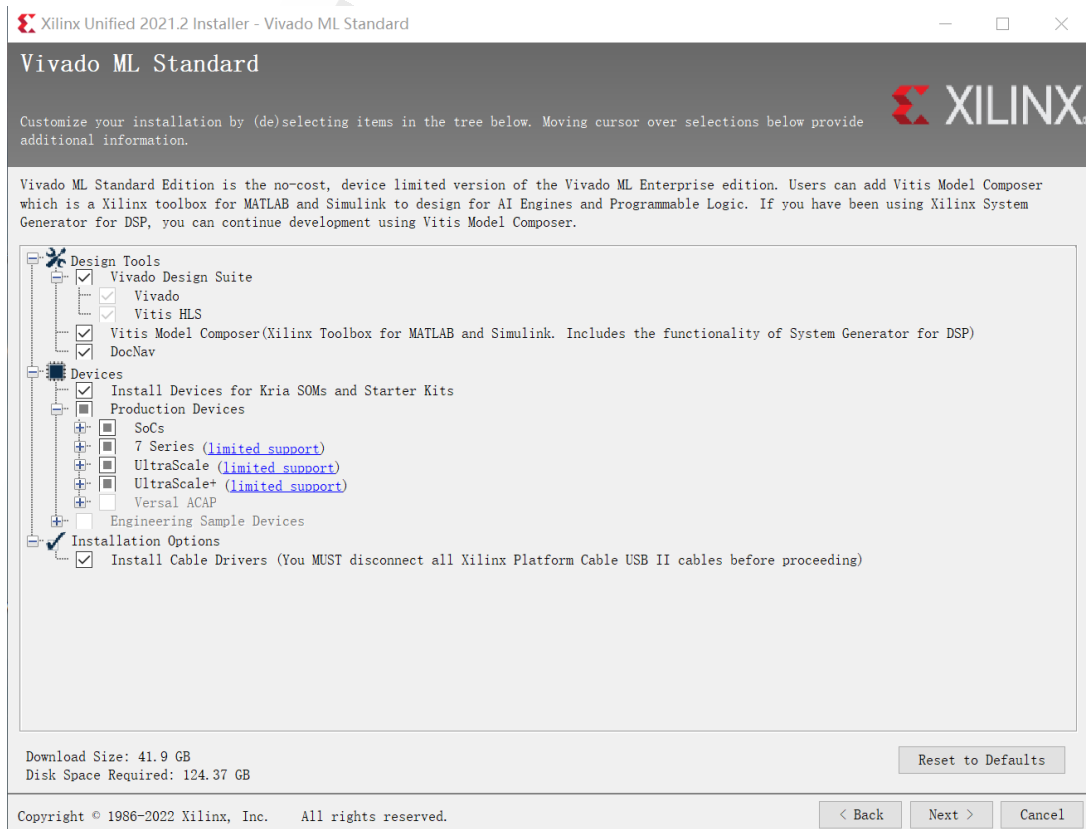 Xilinx Unified 2021.2 Installer - Vivado ML Standard
Vivado ML Standard
XILINX
Customize your installation by (de)selecting items in the tree below. Moving cursor over selections below provide
additional information.
Vivado ML Standard Edition is the no-cost, device limited version of the Vivado ML Enterprise edition. Users can add Vitis Model Composer
which is a Xilinx toolbox for MATLAB and Simulink to design for AI Engines and Programmable Logic. If you have been using Xilinx System
Generator for DSP, you can continue development using Vitis Model Composer.
Design Tools
Vivado Design Suite
Vivado
Vitis HLS
Vitis Model Composer(Xilinx Toolbox for MATLAB and Simulink. Includes the functionality of System Generator for DSP)
DocNav
Devices
Install Devices for Kria SOMs and Starter Kits
Production Devices
SoCs
7 Series (limited support)
UltraScale (limited support)
UltraScale+ (limited support)
Versal ACAP
Engineering Sample Devices
Installation Options
Install Cable Drivers (You MUST disconnect all Xilinx Platform Cable USB II cables before proceeding)
Download Size: 41.9 GB
Disk Space Required: 124.37 GB
Reset to Defaults
Copyright © 1986-2022 Xilinx, Inc. All rights reserved.
< Back Next > Cancel